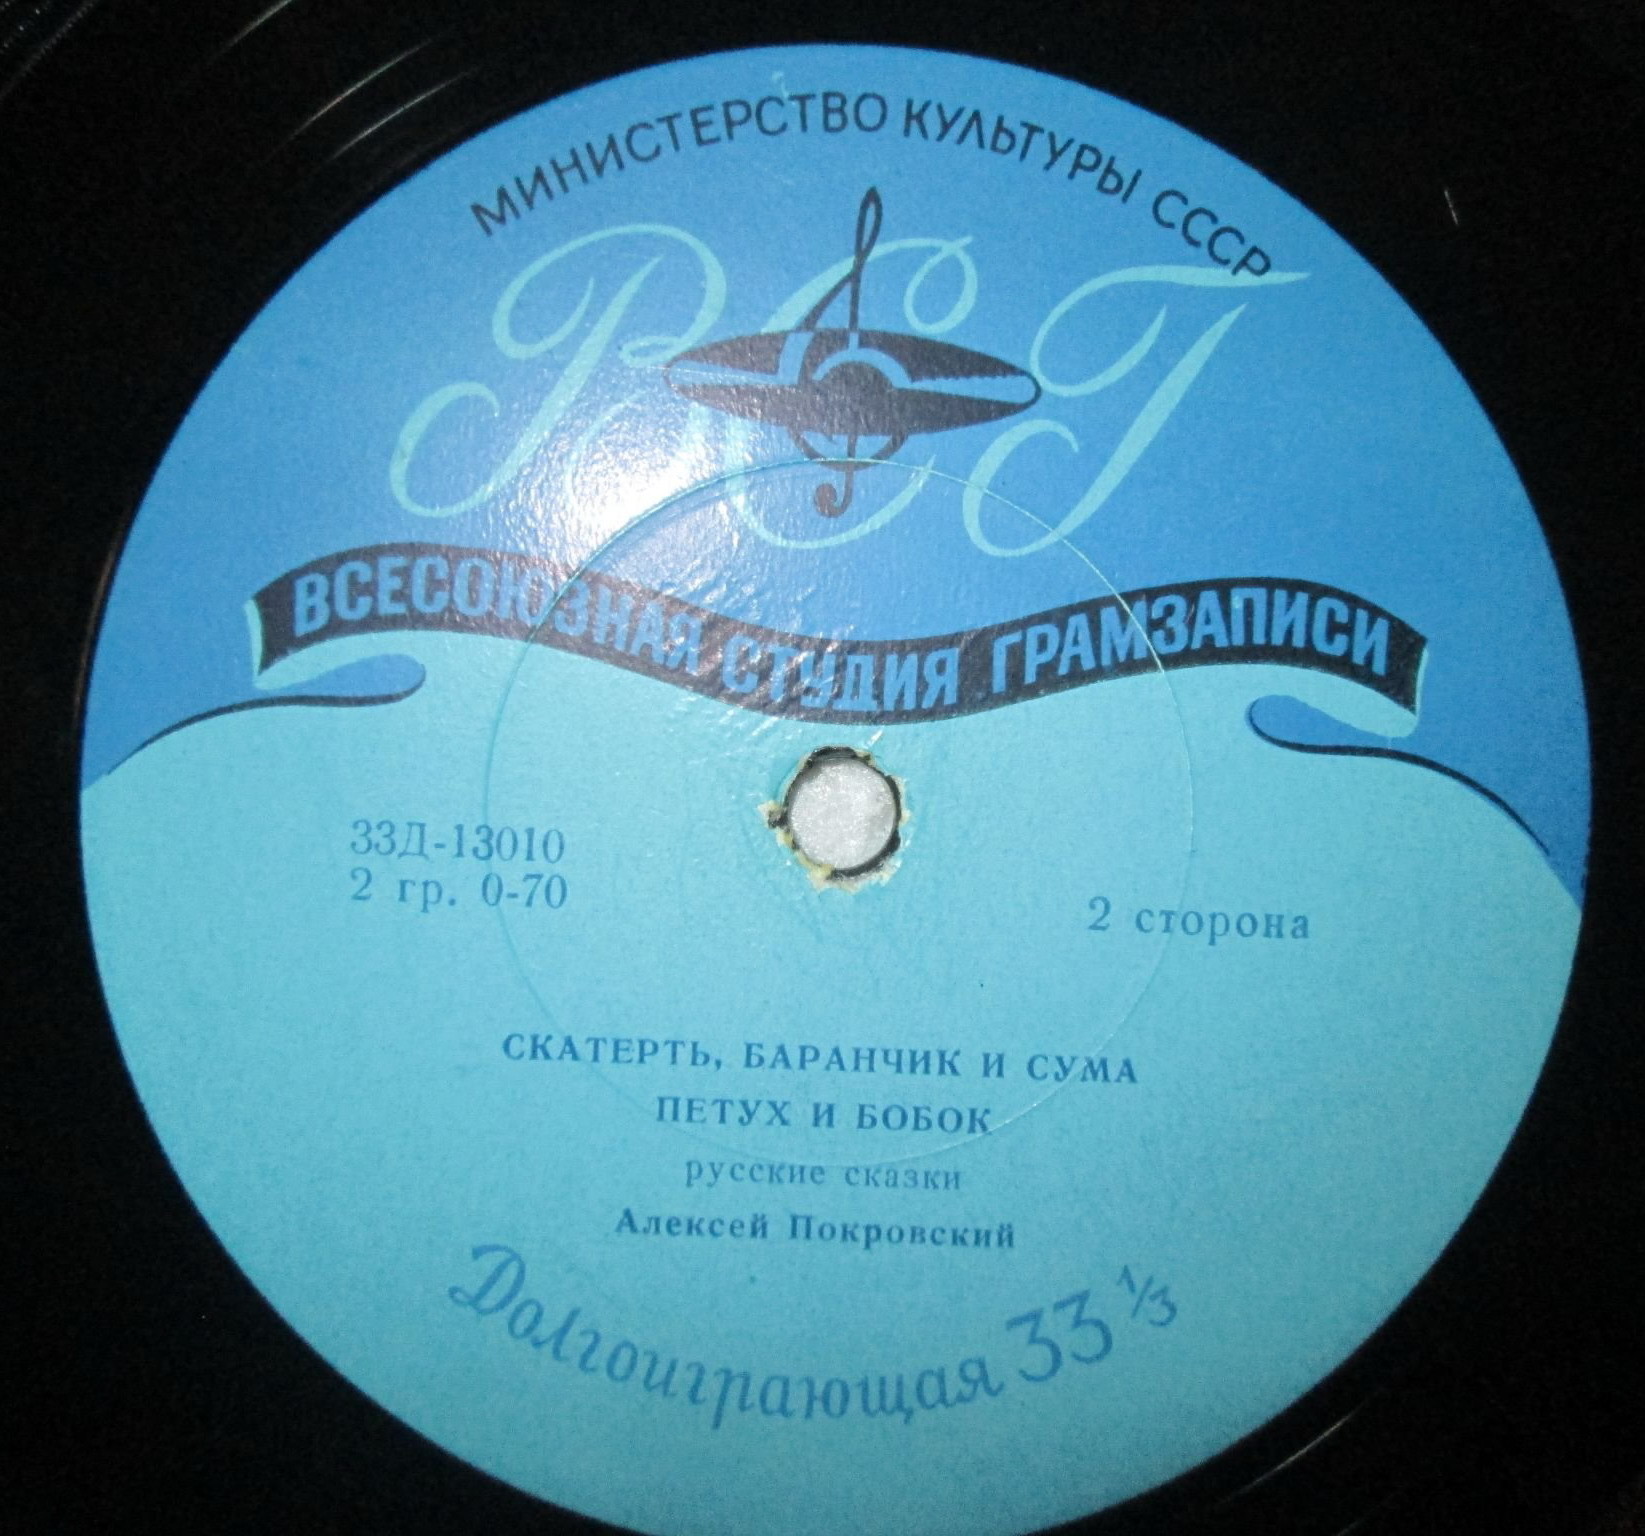 МИНИСТЕРСТВО КУЛЬТУРЫ СССР
РСГ
ВСЕСОЮЗНАЯ СТУДИЯ ГРАМЗАПИСИ
33Д-13010
2 гр. 0-70
2 сторона
СКАТЕРТЬ, БАРАНЧИК И СУМА
ПЕТУХ И БОБОК
русские сказки
Алексей Покровский
Долгоиграющая 33 1/3